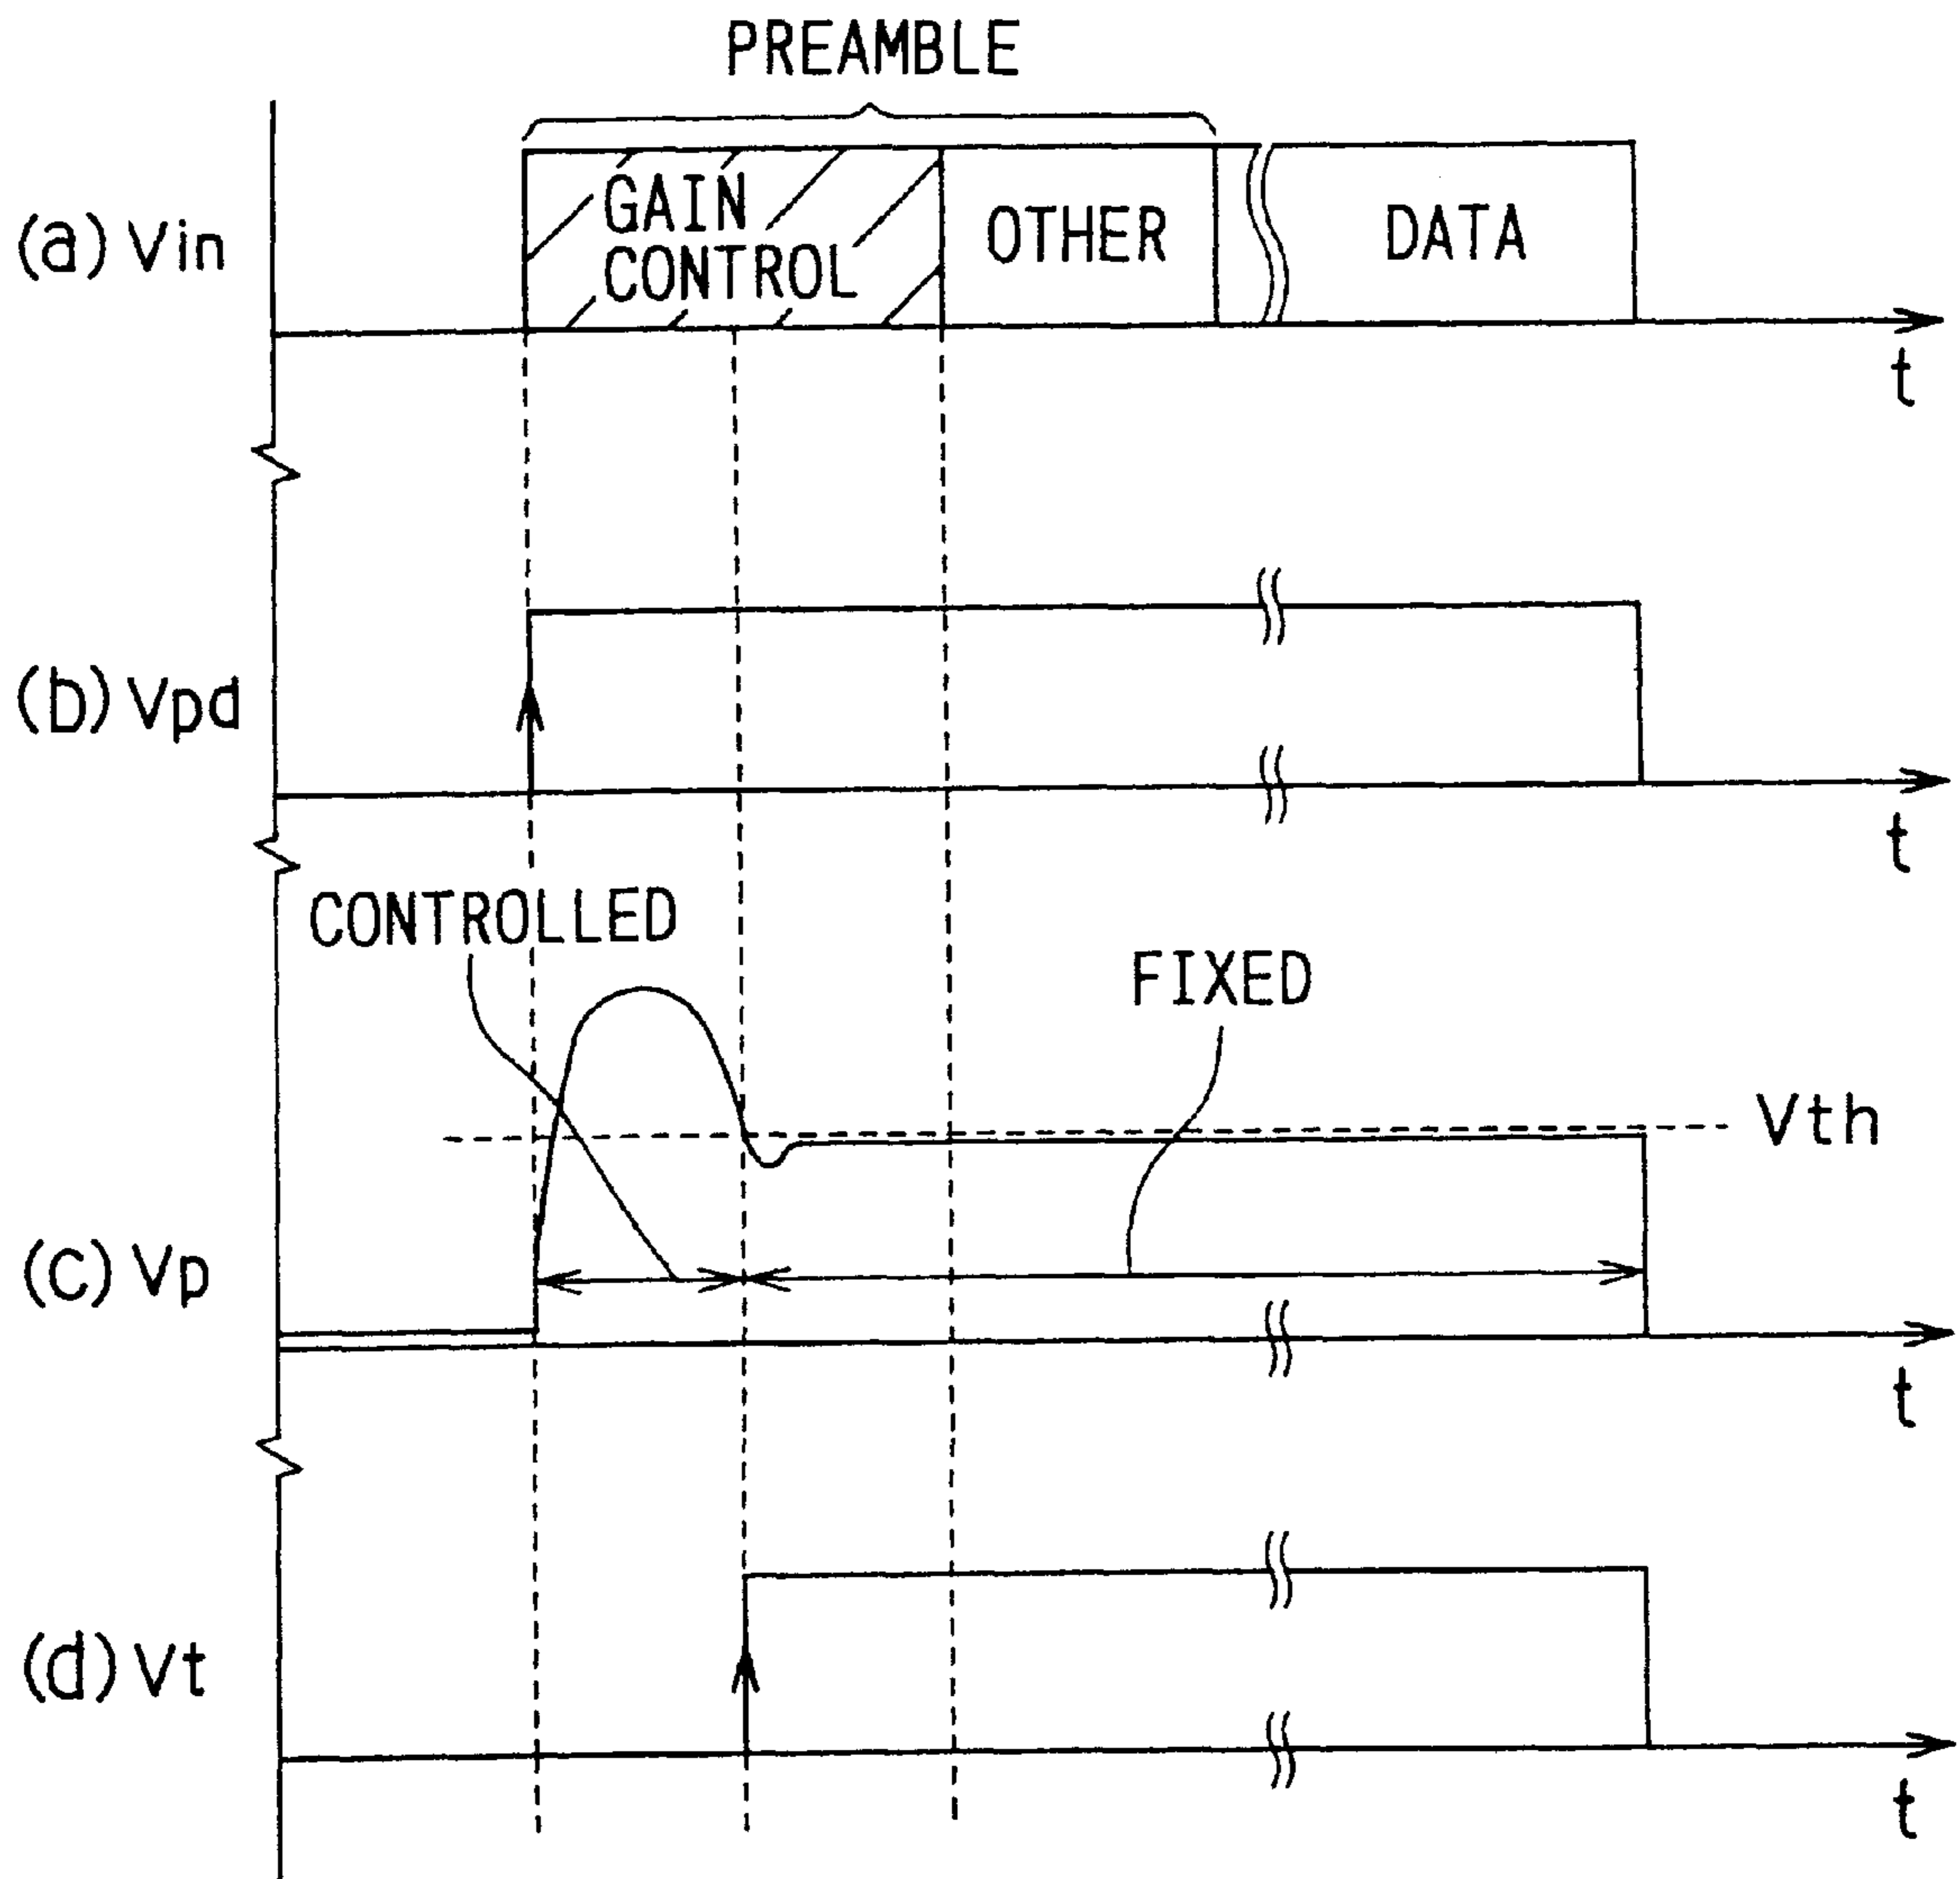 PREAMBLE
(a) Vin
GAIN
CONTROL
OTHER
DATA
t
(b) Vpd
t
CONTROLLED
FIXED
Vth
(c) Vp
t
(d) Vt
t